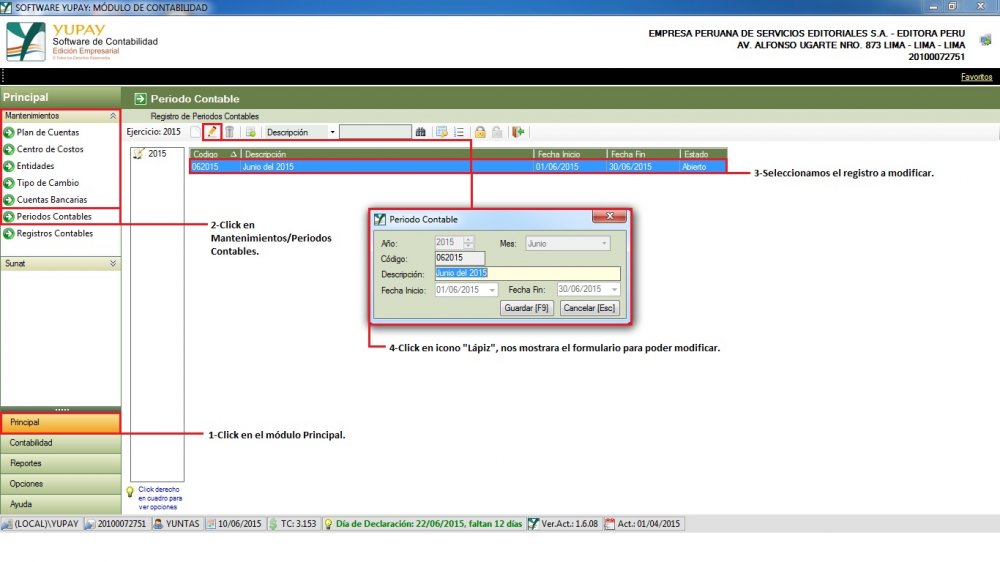 SOFTWARE YUPAY: MÓDULO DE CONTABILIDAD
YUPAY
Software de Contabilidad
Edición Empresarial
© Todos los Derechos Reservados
EMPRESA PERUANA DE SERVICIOS EDITORIALES S.A. - EDITORA PERU
AV. ALFONSO UGARTE NRO. 873 LIMA - LIMA - LIMA
20100072751
Favoritos
Principal
Periodo Contable
Mantenimientos
Registro de Periodos Contables
Plan de Cuentas
Ejercicio: 2015
Descripción
Centro de Costos
2015
Codigo
Descripción
Fecha Inicio
Fecha Fin
Estado
Entidades
062015
Junio del 2015
01/06/2015
30/06/2015
Abierto
3-Seleccionamos el registro a modificar.
Tipo de Cambio
Cuentas Bancarias
Periodos Contables
Registros Contables
2-Click en
Mantenimientos/Periodos
Contables.
Sunat
Periodo Contable
Año:
2015
Mes:
Junio
Código:
062015
Descripción:
Junio del 2015
Fecha Inicio:
01/06/2015
Fecha Fin:
30/06/2015
Guardar [F9]
Cancelar [Esc]
4-Click en icono "Lápiz", nos mostrara el formulario para poder modificar.
Principal
1-Click en el módulo Principal.
Contabilidad
Reportes
Opciones
Ayuda
Click derecho
en cuadro para
ver opciones
(LOCAL)\YUPAY
20100072751
YUNTAS
10/06/2015
TC: 3.153
Día de Declaración: 22/06/2015, faltan 12 días
Ver.Act.: 1.6.08
Act.: 01/04/2015